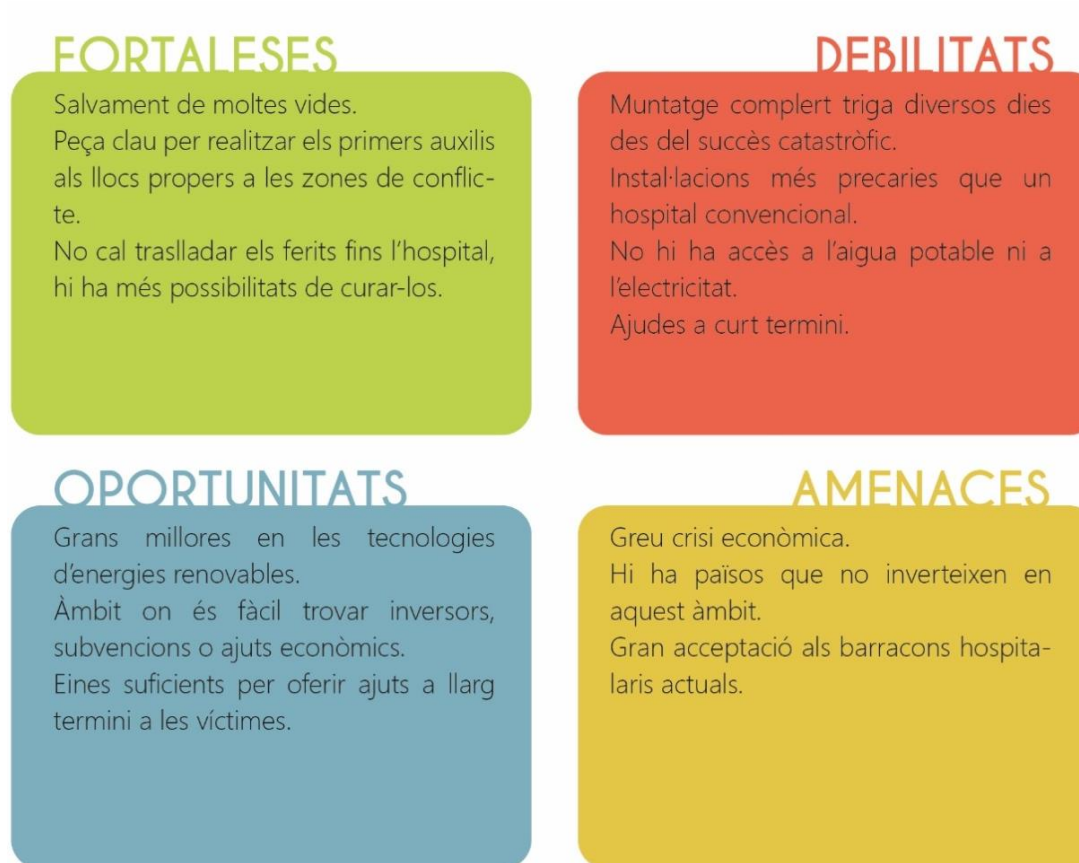 FORTALESES
Salvament de moltes vides.
Peça clau per realitzar els primers auxilis
als llocs propers a les zones de conflic-
te.
No cal traslladar els ferits fins l'hospital,
hi ha més possibilitats de curar-los.
DEBILITATS
Muntatge complert triga diversos dies
des del succès catastròfic.
Instal·lacions més precaries que un
hospital convencional.
No hi ha accès a l'aigua potable ni a
l'electricitat.
Ajudes a curt termini.
OPORTUNITATS
Grans millores en les tecnologies
d'energies renovables.
Àmbit on és fàcil trovar inversors,
subvencions o ajuts econòmics.
Eines suficients per oferir ajuts a llarg
termini a les víctimes.
AMENACES
Greu crisi econòmica.
Hi ha països que no inverteixen en
aquest àmbit.
Gran acceptació als barracons hospita-
laris actuals.